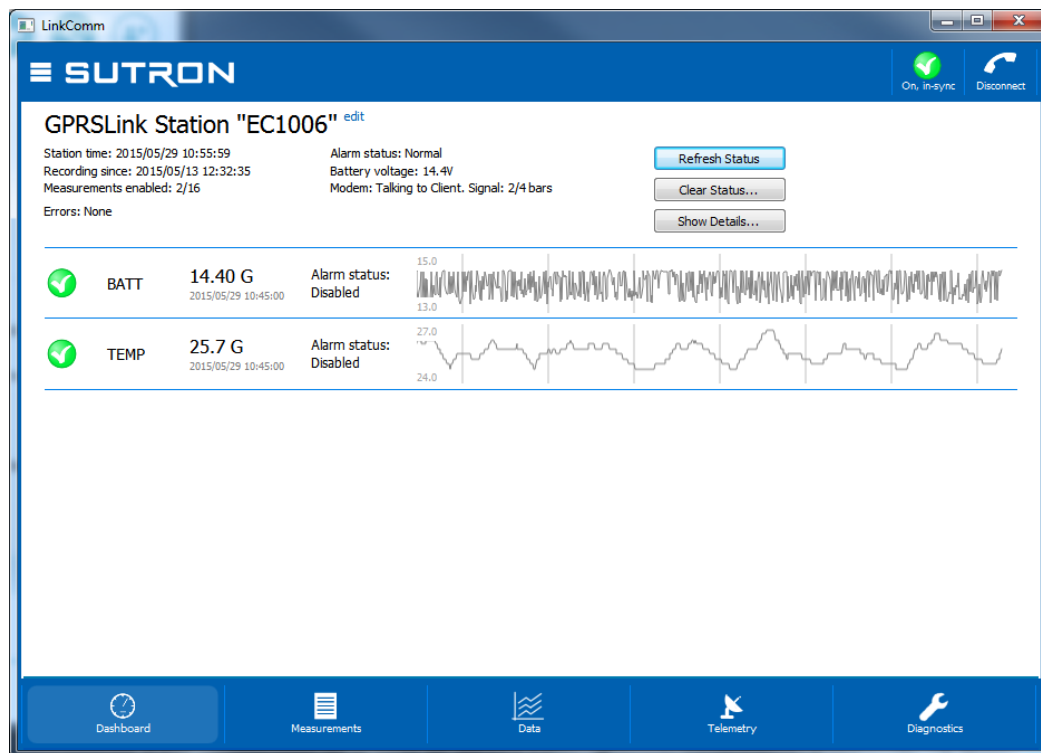 LinkComm
SUTRON
On, in-sync
Disconnect
GPRSLink Station "EC1006" edit
Station time: 2015/05/29 10:55:59
Recording since: 2015/05/13 12:32:35
Measurements enabled: 2/16
Errors: None
Alarm status: Normal
Battery voltage: 14.4V
Modem: Talking to Client. Signal: 2/4 bars
Refresh Status
Clear Status...
Show Details...
BATT
14.40 G
2015/05/29 10:45:00
Alarm status:
Disabled
15.0
13.0
TEMP
25.7 G
2015/05/29 10:45:00
Alarm status:
Disabled
27.0
24.0
Dashboard
Measurements
Data
Telemetry
Diagnostics